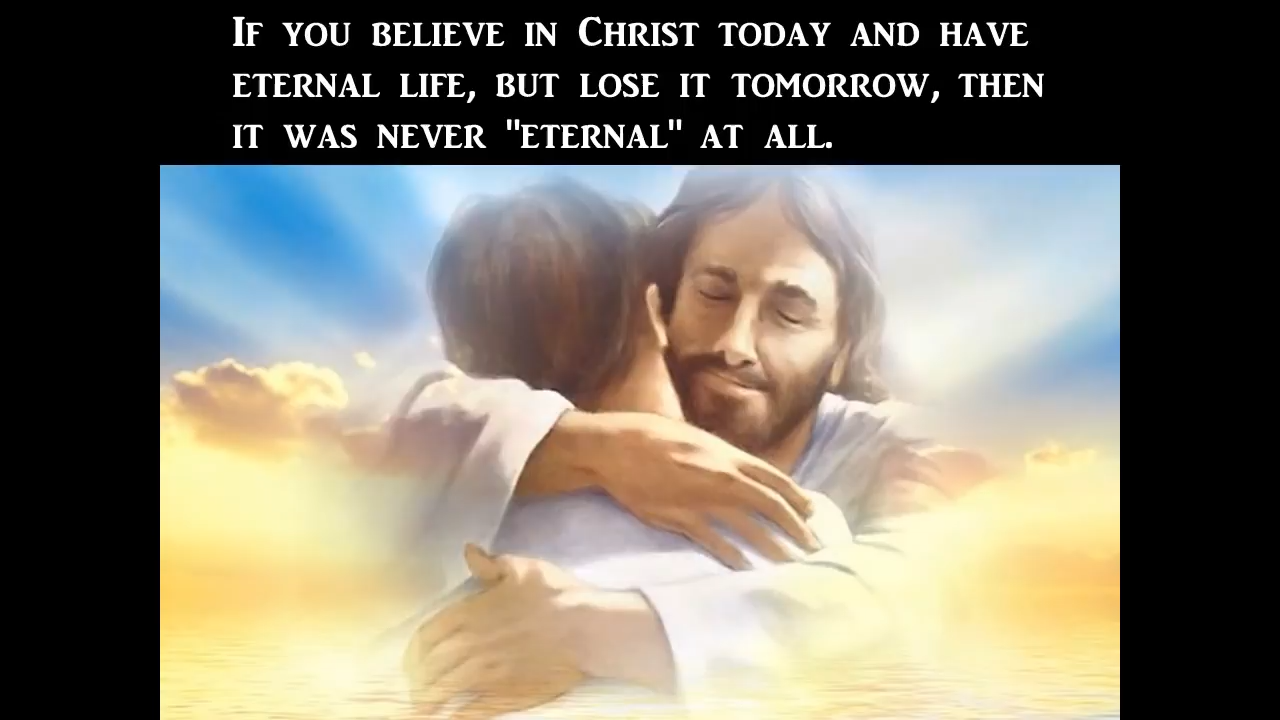 If you believe in Christ today and have
eternal life, but lose it tomorrow, then
it was never "eternal" at all.